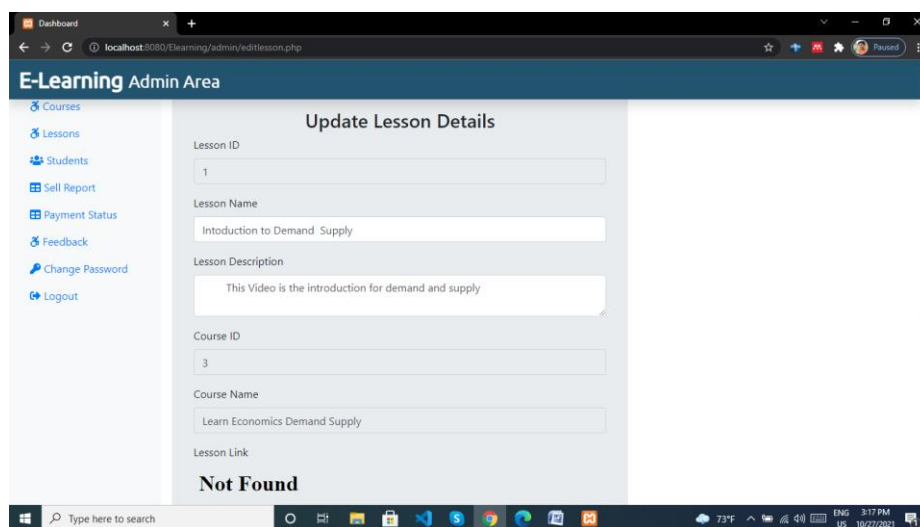 Dashboard
localhost:8080/Elearning/admin/editlesson.php
Paused
E-Learning Admin Area
Courses
Lessons
Students
Sell Report
Payment Status
Feedback
Change Password
Logout
Update Lesson Details
Lesson ID
1
Lesson Name
Intoduction to Demand Supply
Lesson Description
This Video is the introduction for demand and supply
Course ID
3
Course Name
Learn Economics Demand Supply
Lesson Link
Not Found
Type here to search
73°F
ENG
US
3:17 PM
10/27/2021